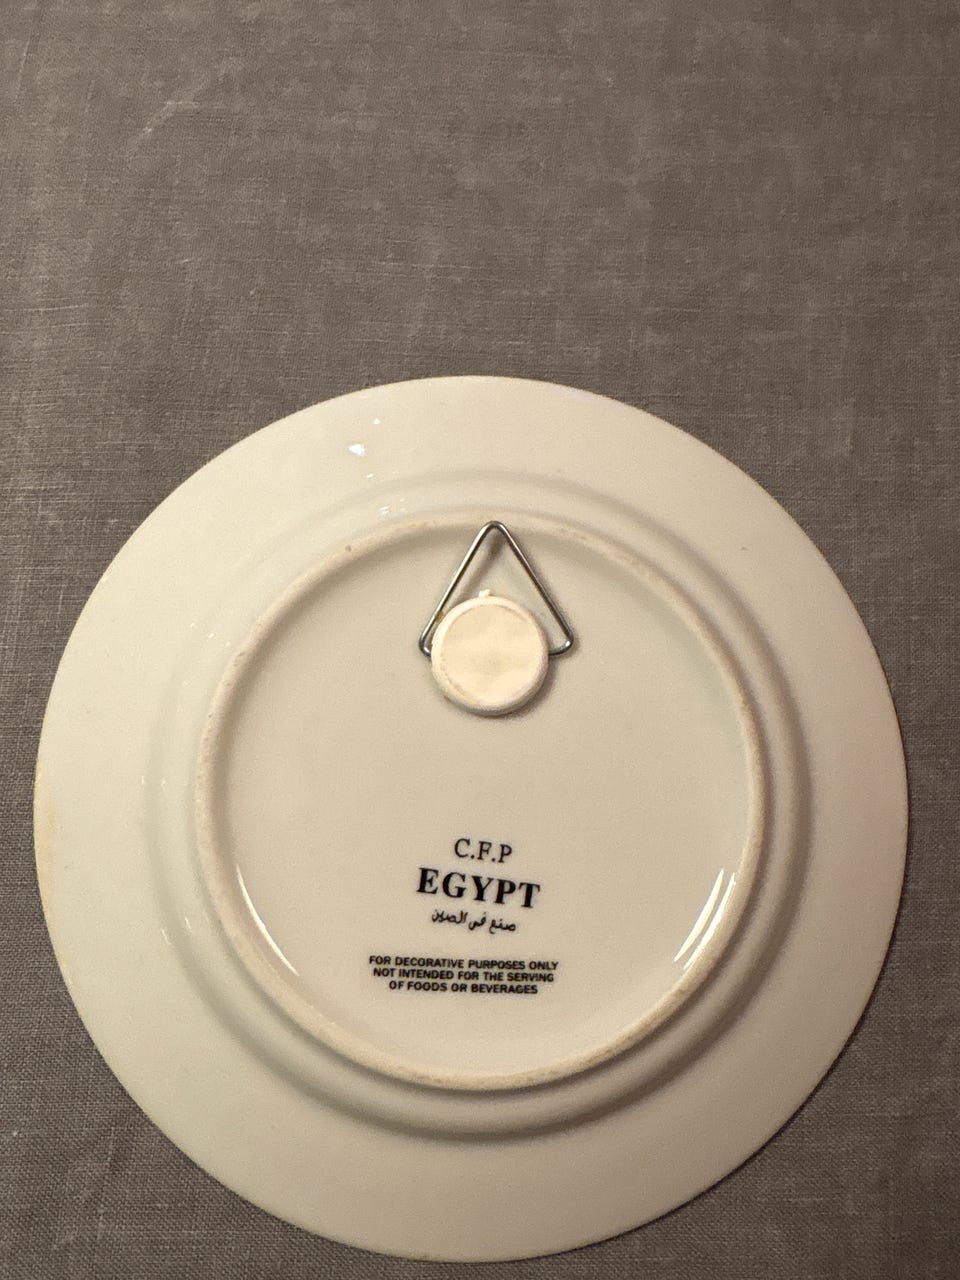 C.F.P
EGYPT
صنع في الصين
FOR DECORATIVE PURPOSES ONLY
NOT INTENDED FOR THE SERVING
OF FOODS OR BEVERAGES